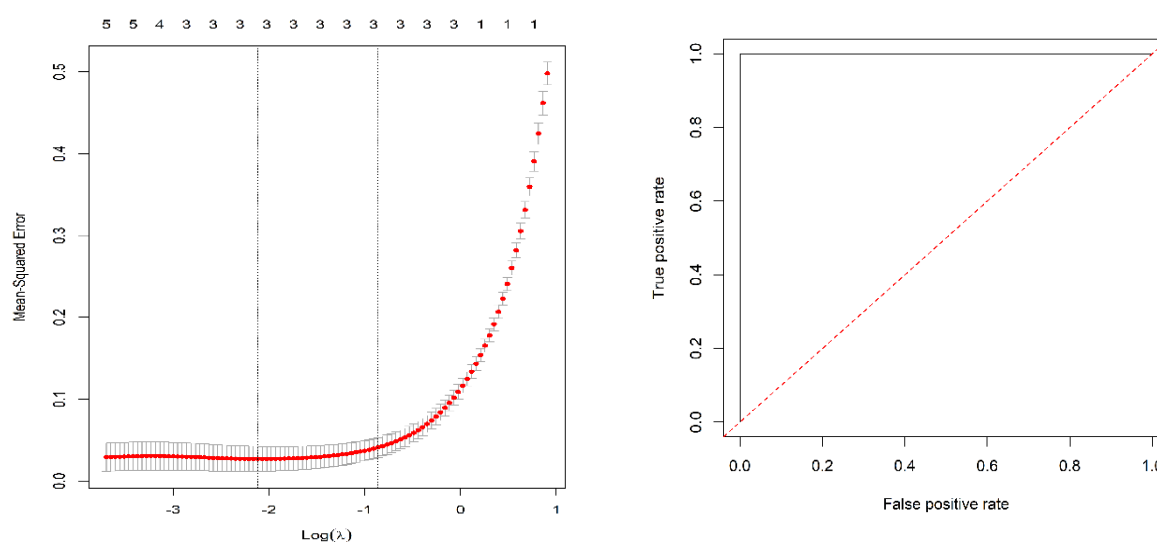 5 5 4 3 3 3 3 3 3 3 3 3 3 3 1 1 1
0.5
0.4
0.3
0.2
0.1
0.0
Mean-Squared Error
-3 -2 -1 0 1
Log(λ)
1.0
0.8
0.6
0.4
0.2
0.0
True positive rate
0.0 0.2 0.4 0.6 0.8 1.0
False positive rate